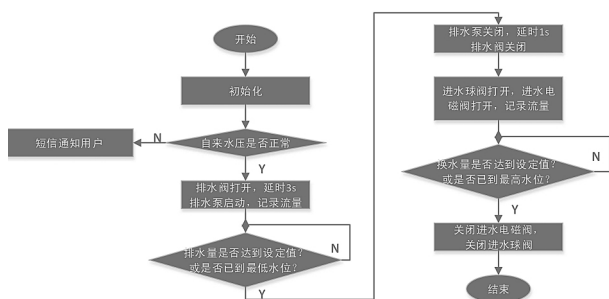 开始
初始化
自来水压是否正常
N
短信通知用户
Y
排水阀打开，延时3s
排水泵启动，记录流量
排水量是否达到设定值？
或是否已到最低水位？
N
Y
排水泵关闭，延时1s
排水阀关闭
进水球阀打开，进水电
磁阀打开，记录流量
换水量是否达到设定值？
或是否已到最高水位？
N
Y
关闭进水电磁阀，
关闭进水球阀
结束